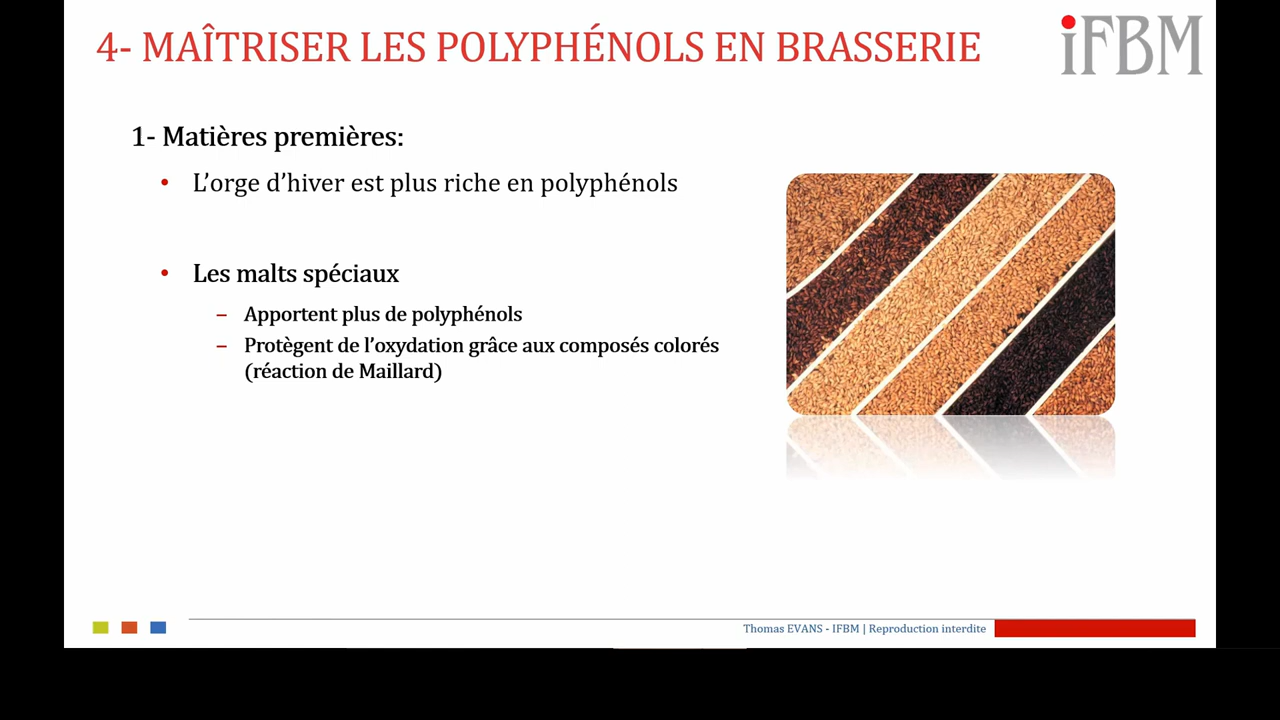 4- MAÎTRISER LES POLYPHÉNOLS EN BRASSERIE
iFBM
1- Matières premières:
• L’orge d’hiver est plus riche en polyphénols
• Les malts spéciaux
– Apportent plus de polyphénols
– Protègent de l’oxydation grâce aux composés colorés
(réaction de Maillard)
Thomas EVANS - IFBM | Reproduction interdite